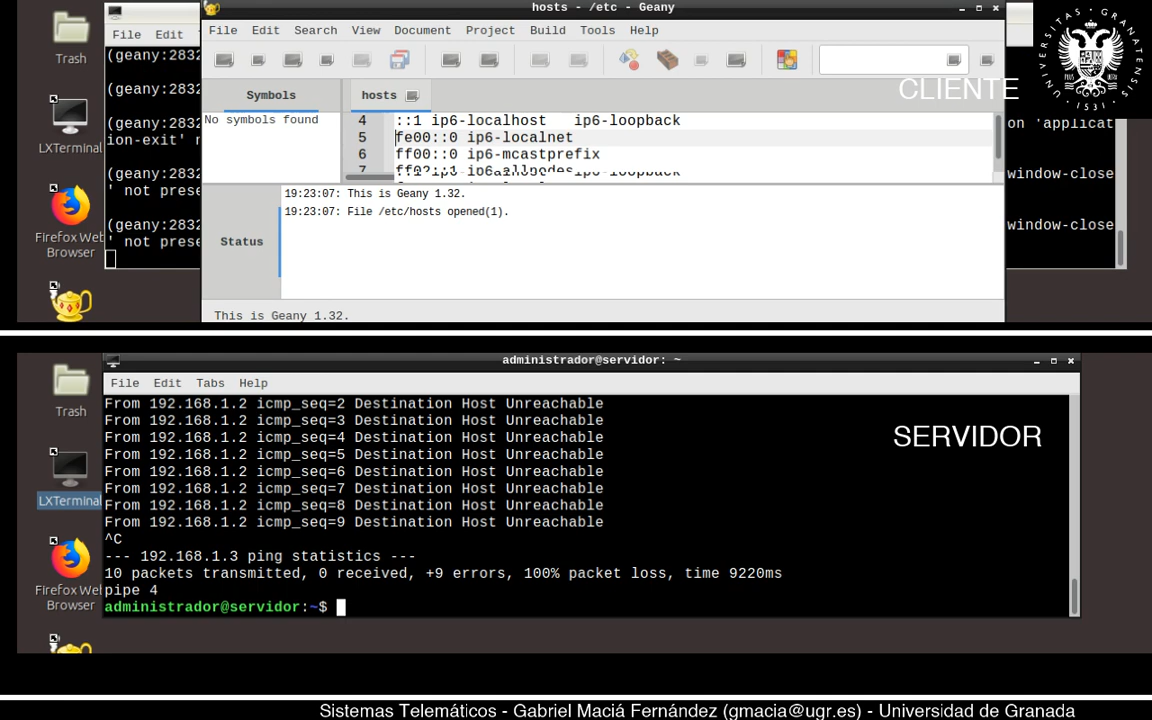 hosts - /etc - Geany
File Edit Search View Document Project Build Tools Help
File Edit
Trash
(geany:2832
(geany:2832
(geany:2832
ion-exit' n
on 'applicat
(geany:2832
window-close
' not prese
(geany:2832
window-close
' not prese
CLIENTE
UNIVERSITAS GRANATENSIS
1531
LXTerminal
Firefox Web
Browser
Symbols
hosts
No symbols found
4 ::1 ip6-localhost ip6-loopback
5 fe00::0 ip6-localnet
6 ff00::0 ip6-mcastprefix
7 ff02::1 ip6-allnodes
19:23:07: This is Geany 1.32.
19:23:07: File /etc/hosts opened(1).
Status
This is Geany 1.32.
administrador@servidor: ~
File Edit Tabs Help
Trash
LXTerminal
Firefox Web
Browser
From 192.168.1.2 icmp_seq=2 Destination Host Unreachable
From 192.168.1.2 icmp_seq=3 Destination Host Unreachable
From 192.168.1.2 icmp_seq=4 Destination Host Unreachable
From 192.168.1.2 icmp_seq=5 Destination Host Unreachable
From 192.168.1.2 icmp_seq=6 Destination Host Unreachable
From 192.168.1.2 icmp_seq=7 Destination Host Unreachable
From 192.168.1.2 icmp_seq=8 Destination Host Unreachable
From 192.168.1.2 icmp_seq=9 Destination Host Unreachable
^C
--- 192.168.1.3 ping statistics ---
10 packets transmitted, 0 received, +9 errors, 100% packet loss, time 9220ms
pipe 4
administrador@servidor:~$
SERVIDOR
Sistemas Telemáticos - Gabriel Maciá Fernández (gmacia@ugr.es) - Universidad de Granada